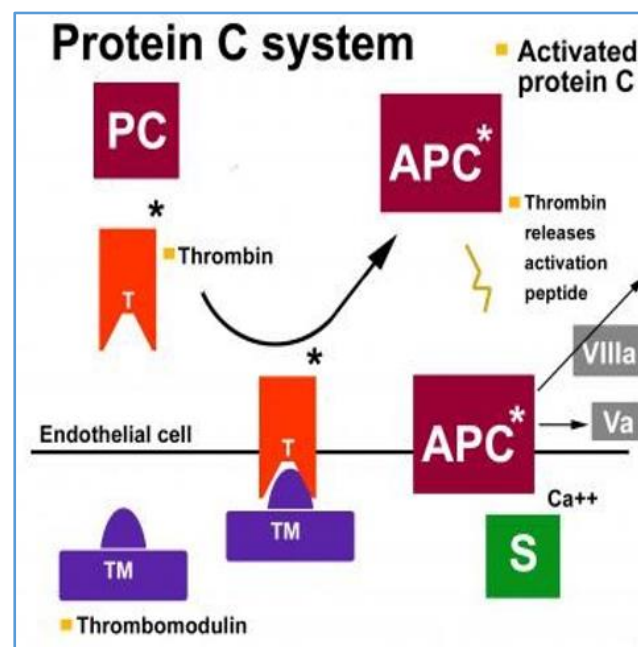 Protein C system
Activated
protein C
PC
APC*
*
Thrombin
T
Thrombin
releases
activation
peptide
*
VIIIa
Va
Endothelial cell
T
APC*
Ca++
TM
TM
S
Thrombomodulin